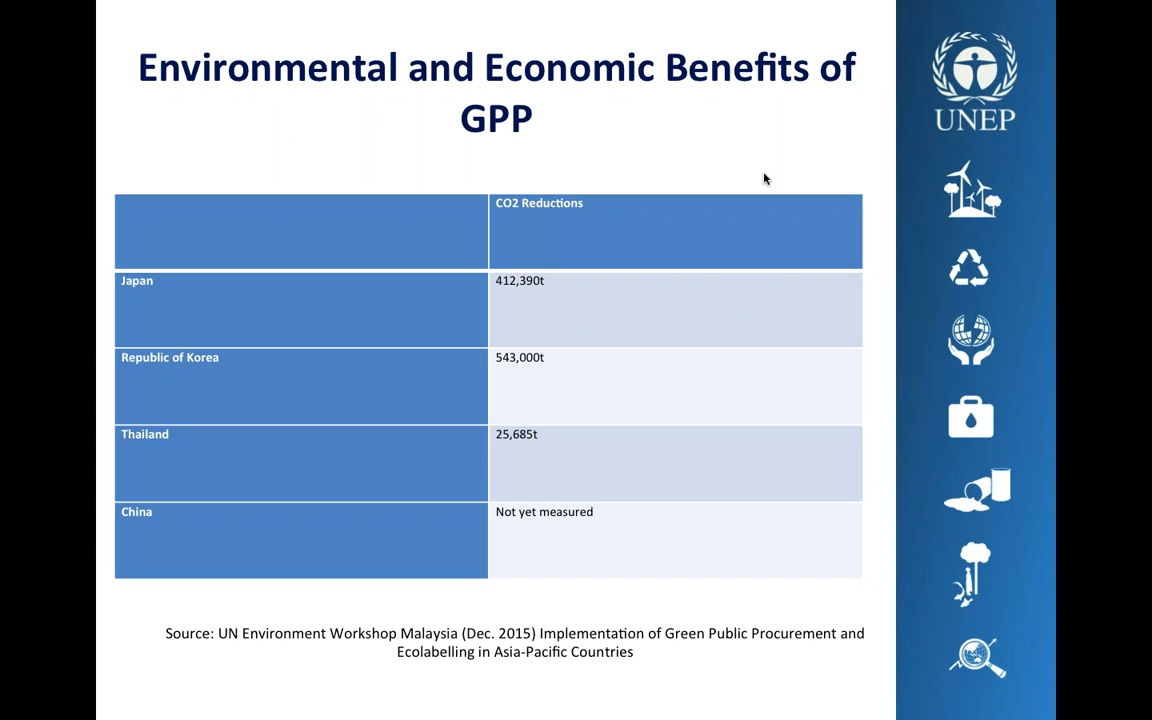 Environmental and Economic Benefits of
GPP
UNEP
CO2 Reductions
Japan
412,390t
Republic of Korea
543,000t
Thailand
25,685t
China
Not yet measured
Source: UN Environment Workshop Malaysia (Dec. 2015) Implementation of Green Public Procurement and
Ecolabelling in Asia-Pacific Countries